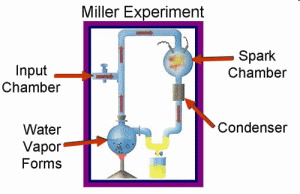 Miller Experiment
Input
Chamber
Spark
Chamber
Condenser
Water
Vapor
Forms